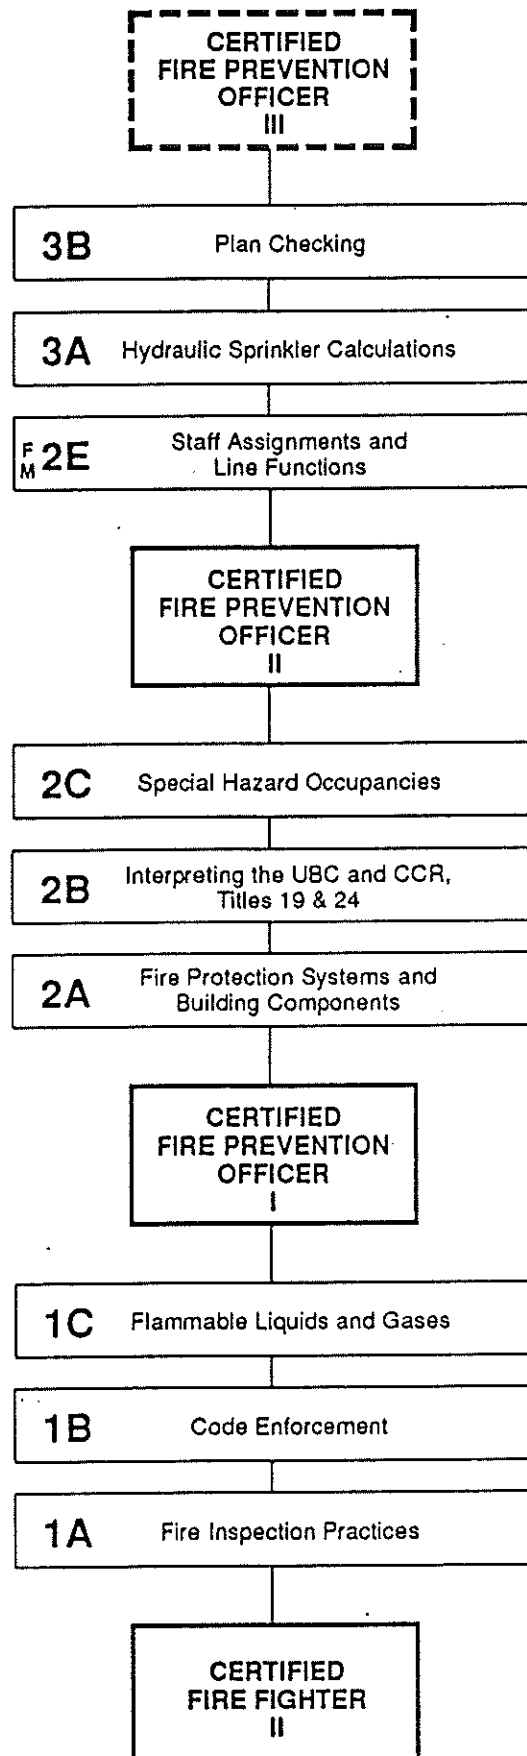 CERTIFIED
FIRE PREVENTION
OFFICER
III
3B Plan Checking
3A Hydraulic Sprinkler Calculations
FM 2E Staff Assignments and
Line Functions
CERTIFIED
FIRE PREVENTION
OFFICER
II
2C Special Hazard Occupancies
2B Interpreting the UBC and CCR,
Titles 19 & 24
2A Fire Protection Systems and
Building Components
CERTIFIED
FIRE PREVENTION
OFFICER
I
1C Flammable Liquids and Gases
1B Code Enforcement
1A Fire Inspection Practices
CERTIFIED
FIRE FIGHTER
II